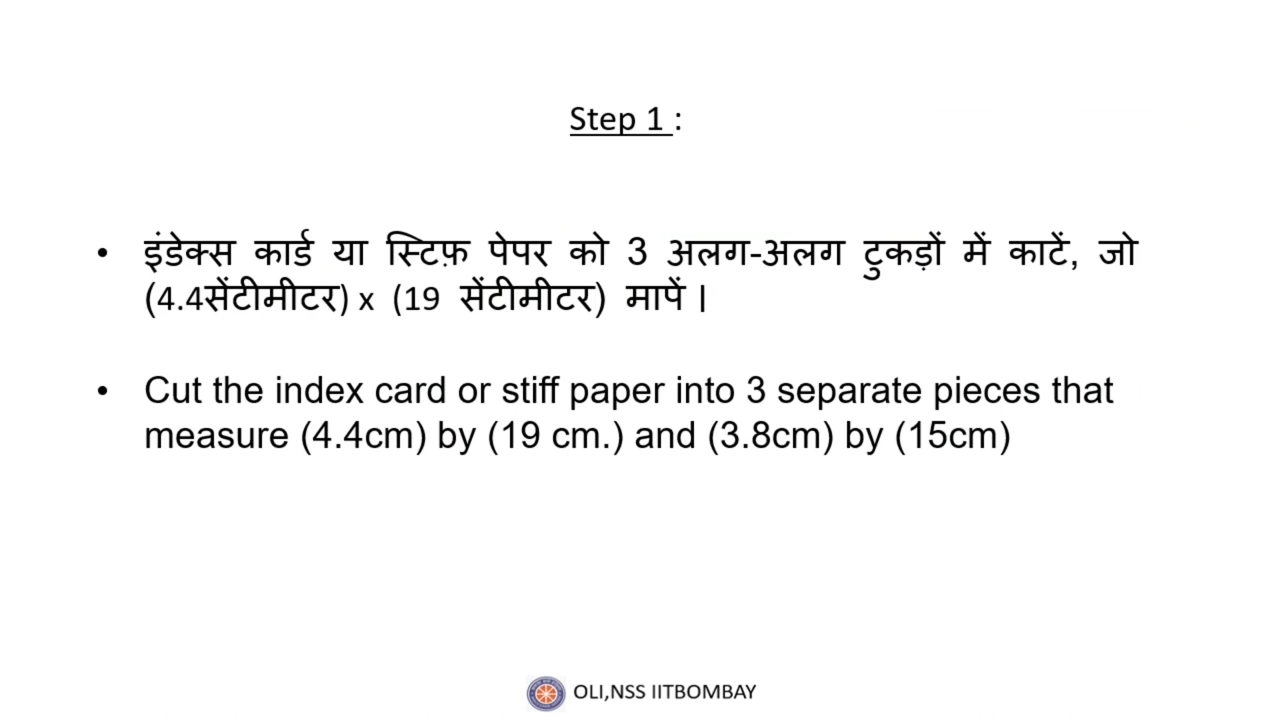 Step 1 :
• इंडेक्स कार्ड या स्टिफ़ पेपर को 3 अलग-अलग टुकड़ों में काटें, जो
(4.4सेंटीमीटर) x (19 सेंटीमीटर) मापें ।
• Cut the index card or stiff paper into 3 separate pieces that
measure (4.4cm) by (19 cm.) and (3.8cm) by (15cm)
OLI,NSS IITBOMBAY